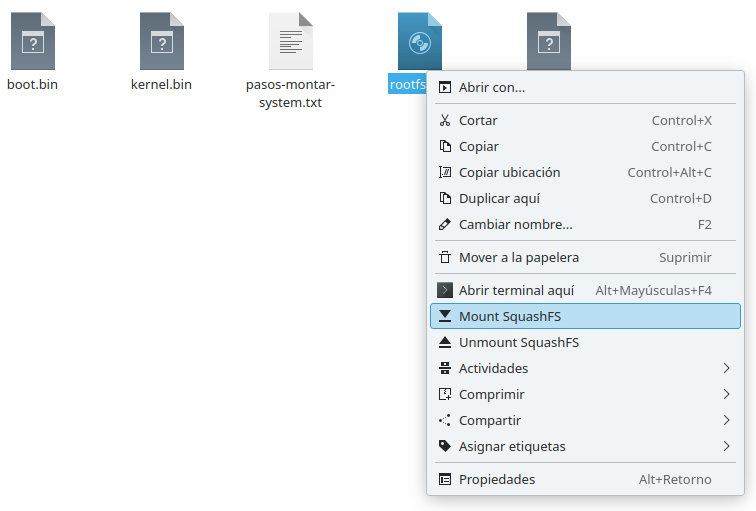 boot.bin
kernel.bin
pasos-montar-
system.txt
rootfs
Abrir con...
Cortar Control+X
Copiar Control+C
Copiar ubicación Control+Alt+C
Duplicar aquí Control+D
Cambiar nombre... F2
Mover a la papelera Suprimir
Abrir terminal aquí Alt+Mayúsculas+F4
Mount SquashFS
Unmount SquashFS
Actividades
Comprimir
Compartir
Asignar etiquetas
Propiedades Alt+Retorno